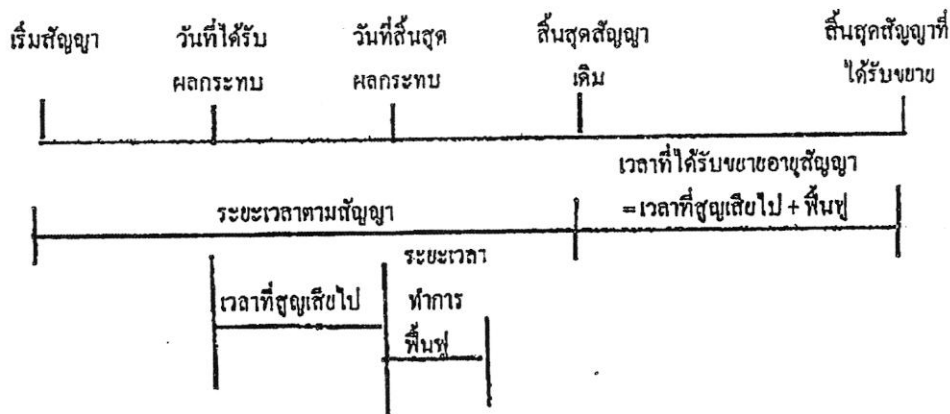 เริ่มสัญญา
วันที่ได้รับ
ผลกระทบ
วันที่สิ้นสุด
ผลกระทบ
สิ้นสุดสัญญา
เดิม
สิ้นสุดสัญญาที่
ได้รับขยาย
เวลาที่ได้รับขยายอายุสัญญา
=เวลาที่สูญเสียไป + ฟื้นฟู
ระยะเวลาตามสัญญา
ระยะเวลา
ทำการ
ฟื้นฟู
เวลาที่สูญเสียไป